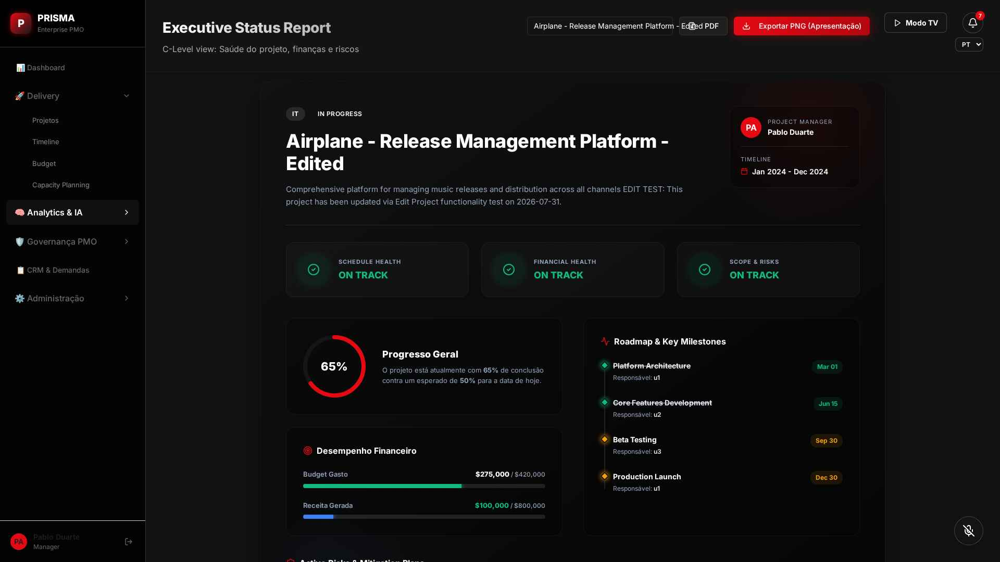 P
PRISMA
Enterprise PMO
📊 Dashboard
🚀 Delivery
Projetos
Timeline
Budget
Capacity Planning
🧠 Analytics & IA
🛡️ Governança PMO
📋 CRM & Demandas
⚙️ Administração
PA
Pablo Duarte
Manager
Executive Status Report
C-Level view: Saúde do projeto, finanças e riscos
Airplane - Release Management Platform - Edited
PDF
Exportar PNG (Apresentação)
Modo TV
7
PT
IT
IN PROGRESS
Airplane - Release Management Platform -
Edited
Comprehensive platform for managing music releases and distribution across all channels EDIT TEST: This
project has been updated via Edit Project functionality test on 2026-07-31.
PA
PROJECT MANAGER
Pablo Duarte
TIMELINE
Jan 2024 - Dec 2024
SCHEDULE HEALTH
ON TRACK
FINANCIAL HEALTH
ON TRACK
SCOPE & RISKS
ON TRACK
65%
Progresso Geral
O projeto está atualmente com 65% de conclusão
contra um esperado de 50% para a data de hoje.
Desempenho Financeiro
Budget Gasto
$275,000 / $420,000
Receita Gerada
$100,000 / $800,000
Roadmap & Key Milestones
Platform Architecture
Mar 01
Responsável: u1
Core Features Development
Jun 15
Responsável: u2
Beta Testing
Sep 30
Responsável: u3
Production Launch
Dec 30
Responsável: u1
Active Risks & Mitigation Plans